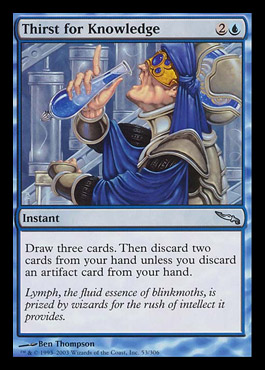 Thirst for Knowledge 2
Instant
Draw three cards. Then discard two
cards from your hand unless you discard
an artifact card from your hand.
Lymph, the fluid essence of blinkmoths, is
prized by wizards for the rush of intellect it
provides.
Ben Thompson
™ & © 1993–2003 Wizards of the Coast, Inc. 53/306